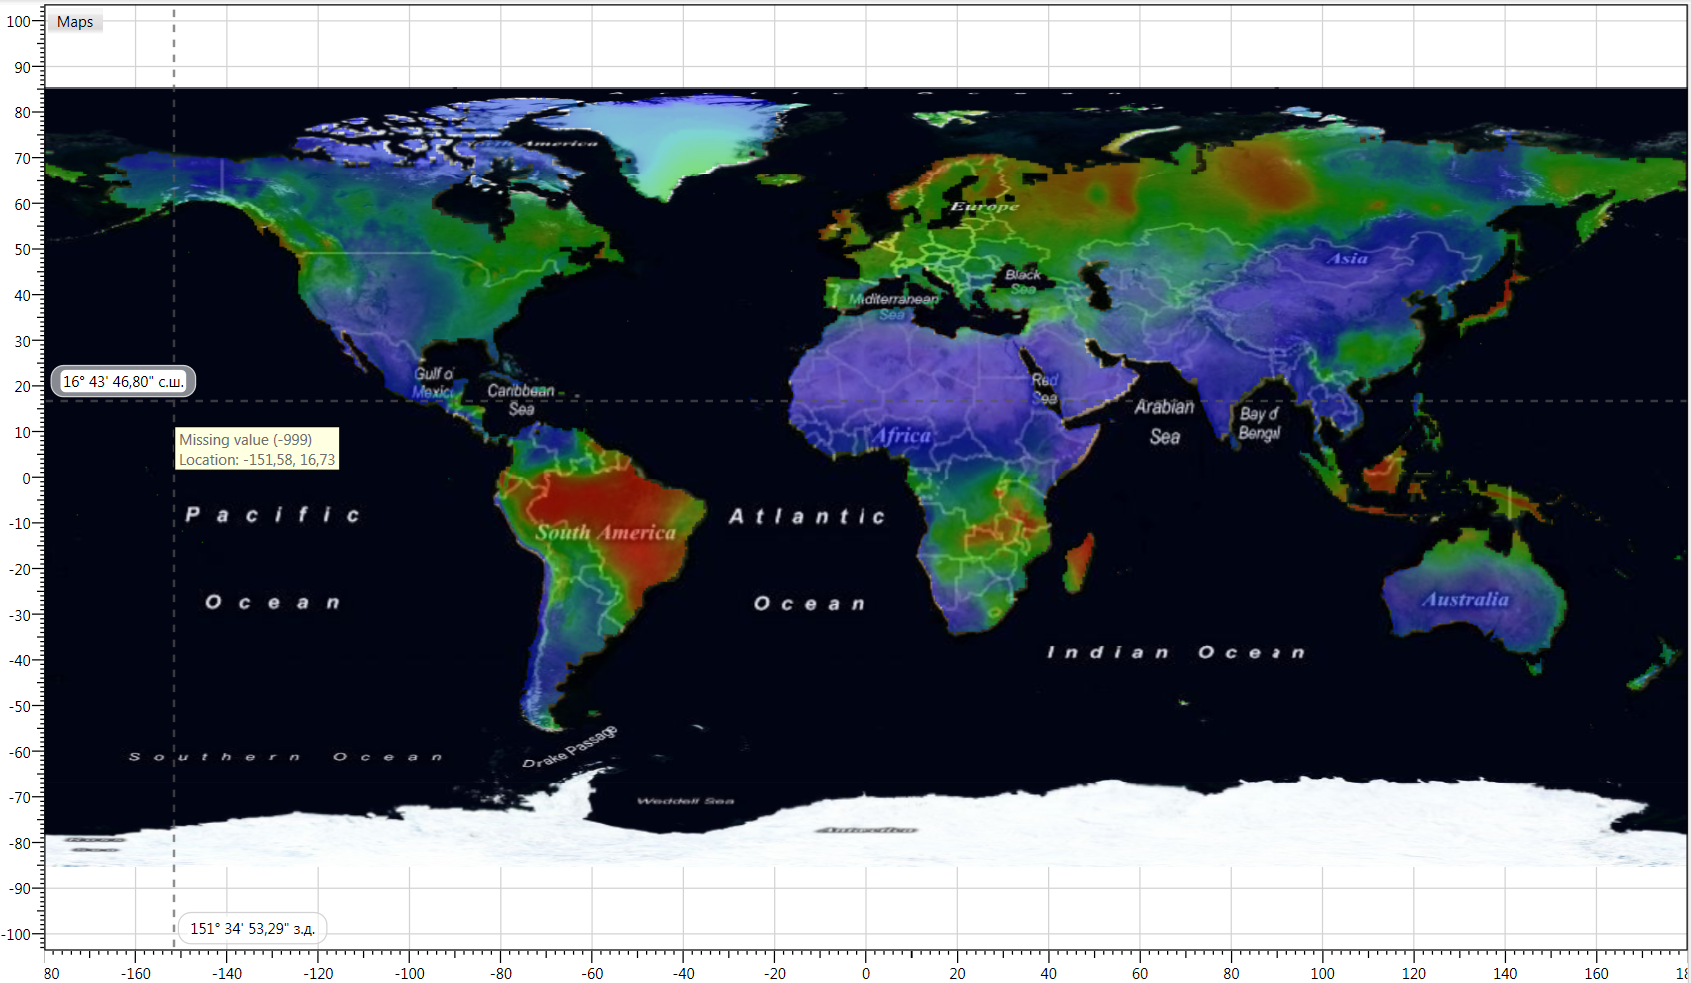 100
Maps
90
A r c t i c O c e a n
80
North America
70
60
Europe
50
Asia
Black
Sea
40
Mediterranean
Sea
30
16° 43' 46,80" с.ш.
20
Gulf o
Mexic
Caribbean
Sea
Red
Sea
Arabian
Sea
Bay of
Bengal
10
Missing value (-999)
Location: -151,58, 16,73
Africa
0
Pacific
Atlantic
-10
South America
-20
Ocean
Ocean
Australia
-30
Indian Ocean
-40
-50
Drake Passage
-60
Southern Ocean
-70
Weddell Sea
Antarctica
-80
-90
151° 34' 53,29" з.д.
-100
80 -160 -140 -120 -100 -80 -60 -40 -20 0 20 40 60 80 100 120 140 160 18